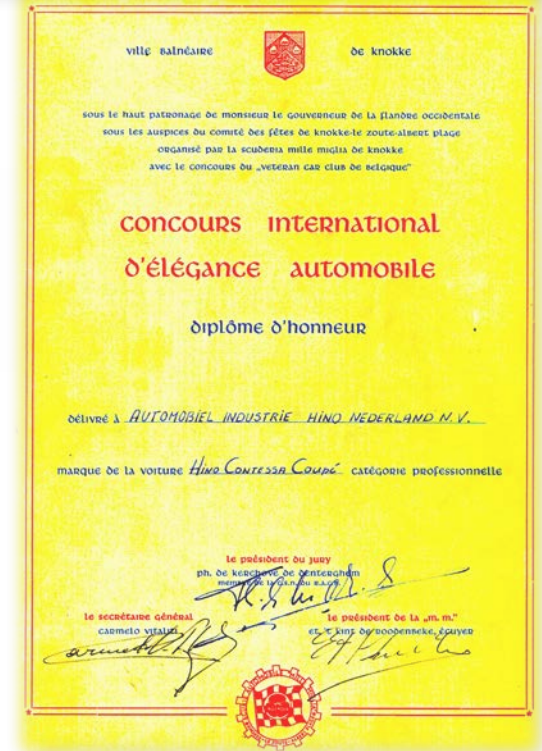 ville balnéaire de knokke
sous le haut patronage de monsieur le gouverneur de la flandre occidentale
sous les auspices du comité des fêtes de knokke-le zoute-albert plage
organisé par la scuderia mille miglia de knokke
avec le concours du „veteran car club de belgique"
concours international
d'élégance automobile
diplôme d'honneur
délivré à AUTOMOBIEL INDUSTRIE HINO NEDERLAND N.V.
marque de la voiture HINO CONTESSA COUPÉ catégorie professionnelle
le président du jury
ph. de kerchove de denterghem
le secrétaire général le président de la „m. m."
carmelo vitaliti et. 't kint de roodenbeke, écuyer